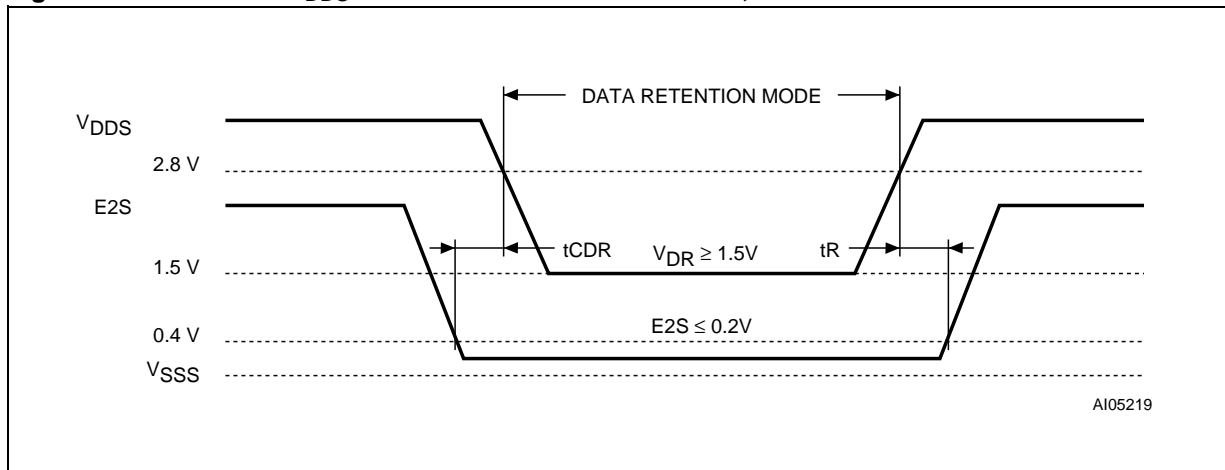 DATA RETENTION MODE
VDDS
2.8 V
E2S
tCDR
VDR ≥ 1.5V
tR
1.5 V
E2S ≤ 0.2V
0.4 V
VSSS
AI05219